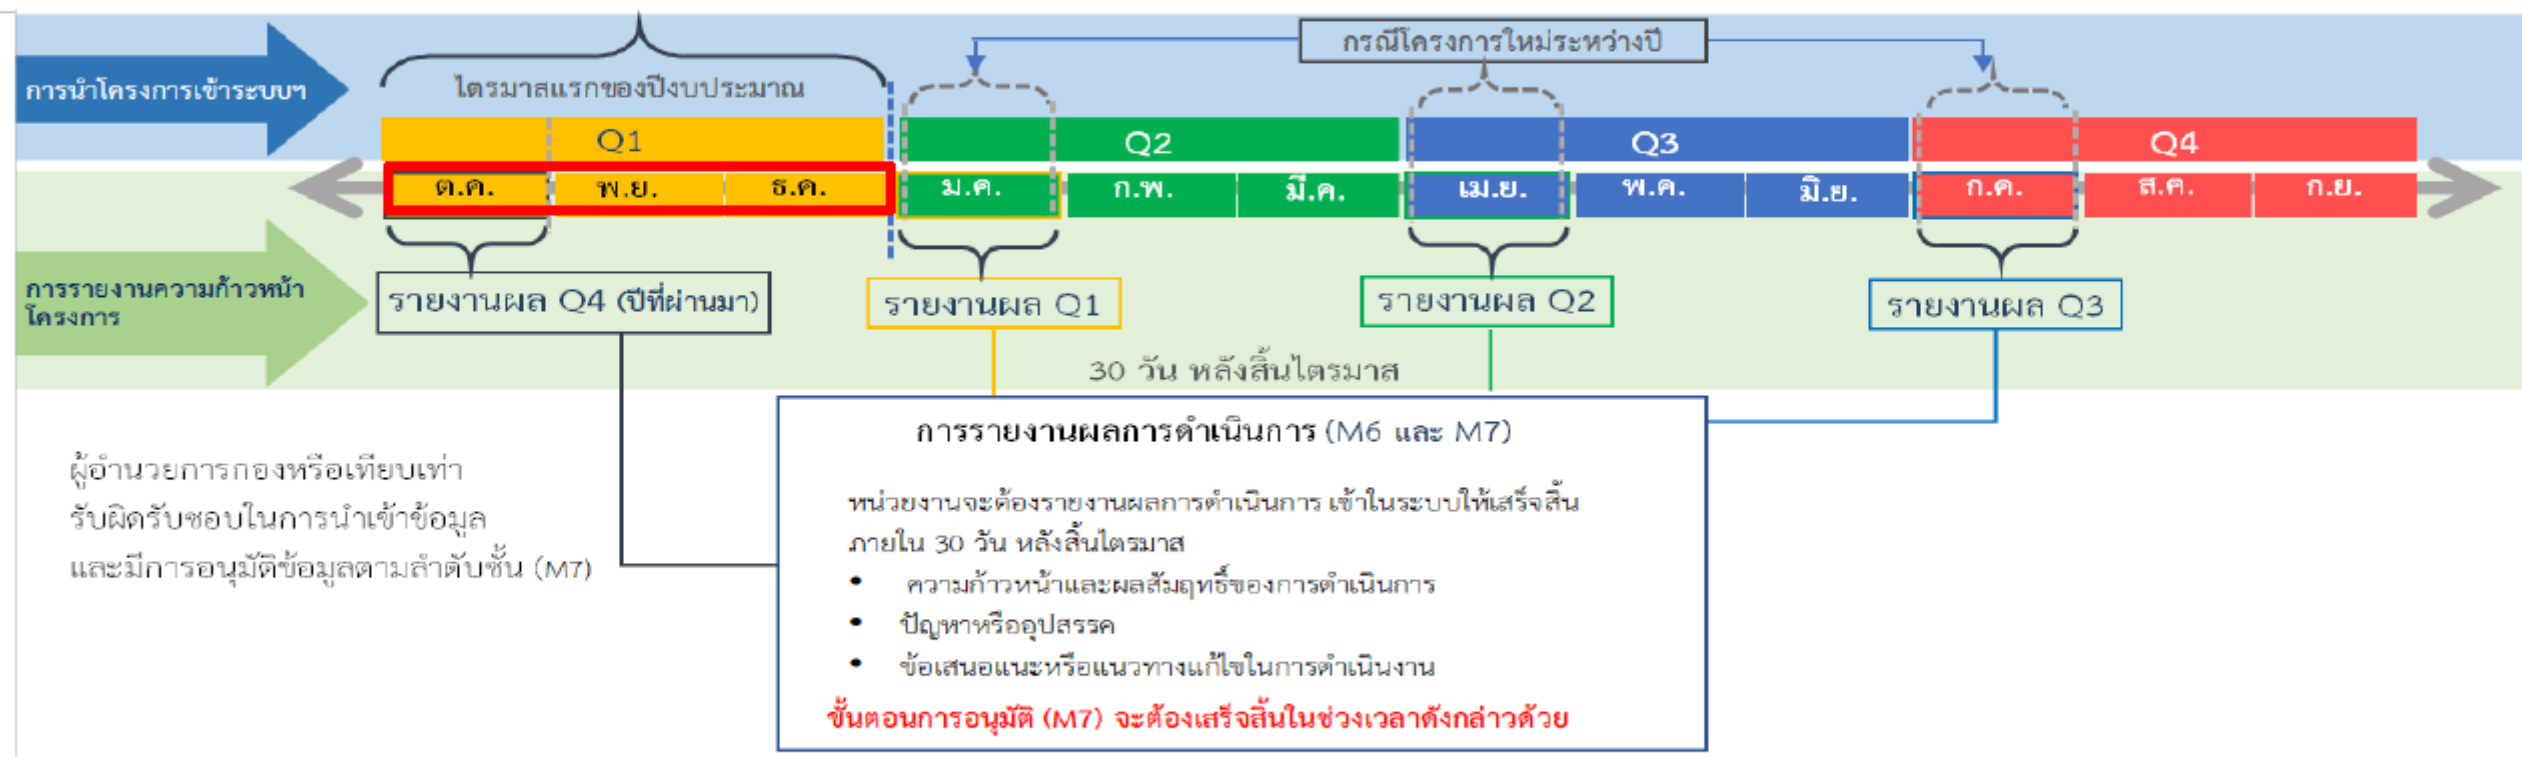 การนำโครงการเข้าระบบฯ
ไตรมาสแรกของปีงบประมาณ
กรณีโครงการใหม่ระหว่างปี
Q1
Q2
Q3
Q4
ต.ค.
พ.ย.
ธ.ค.
ม.ค.
ก.พ.
มี.ค.
เม.ย.
พ.ค.
มิ.ย.
ก.ค.
ส.ค.
ก.ย.
การรายงานความก้าวหน้า
โครงการ
รายงานผล Q4 (ปีที่ผ่านมา)
รายงานผล Q1
รายงานผล Q2
รายงานผล Q3
30 วัน หลังสิ้นไตรมาส
ผู้อำนวยการกองหรือเทียบเท่า
รับผิดรับชอบในการนำเข้าข้อมูล
และมีการอนุมัติข้อมูลตามลำดับชั้น (M7)
การรายงานผลการดำเนินการ (M6 และ M7)
หน่วยงานจะต้องรายงานผลการดำเนินการ เข้าในระบบให้เสร็จสิ้น
ภายใน 30 วัน หลังสิ้นไตรมาส
• ความก้าวหน้าและผลสัมฤทธิ์ของการดำเนินการ
• ปัญหาหรืออุปสรรค
• ข้อเสนอแนะหรือแนวทางแก้ไขในการดำเนินงาน
ขั้นตอนการอนุมัติ (M7) จะต้องเสร็จสิ้นในช่วงเวลาดังกล่าวด้วย